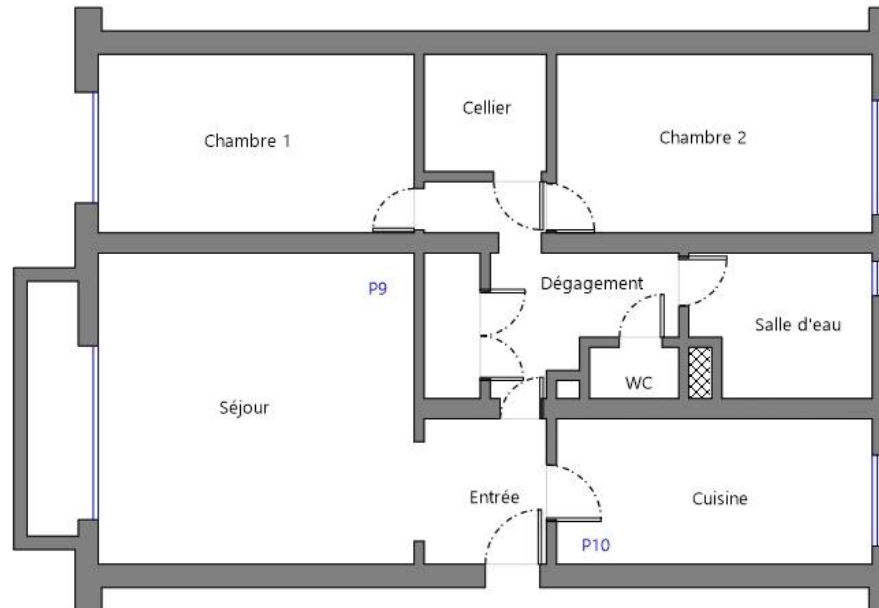 Cellier
Chambre 1
Chambre 2
P9
Dégagement
Salle d'eau
WC
Séjour
Entrée
Cuisine
P10